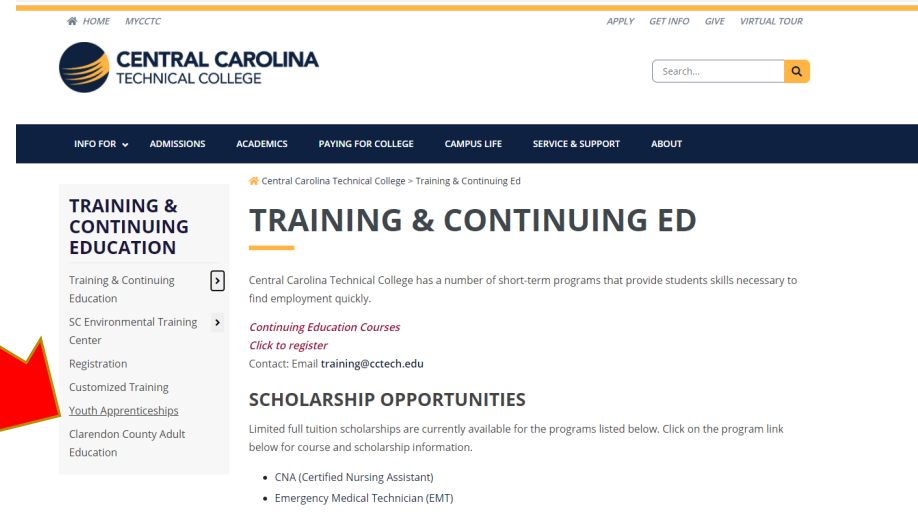 HOME MYCCTC APPLY GET INFO GIVE VIRTUAL TOUR
CENTRAL CAROLINA
TECHNICAL COLLEGE
Search...
INFO FOR ADMISSIONS ACADEMICS PAYING FOR COLLEGE CAMPUS LIFE SERVICE & SUPPORT ABOUT
TRAINING &
CONTINUING
EDUCATION
Training & Continuing
Education
SC Environmental Training
Center
Registration
Customized Training
Youth Apprenticeships
Clarendon County Adult
Education
Central Carolina Technical College > Training & Continuing Ed
TRAINING & CONTINUING ED
Central Carolina Technical College has a number of short-term programs that provide students skills necessary to
find employment quickly.
Continuing Education Courses
Click to register
Contact: Email training@cctech.edu
SCHOLARSHIP OPPORTUNITIES
Limited full tuition scholarships are currently available for the programs listed below. Click on the program link
below for course and scholarship information.
• CNA (Certified Nursing Assistant)
• Emergency Medical Technician (EMT)